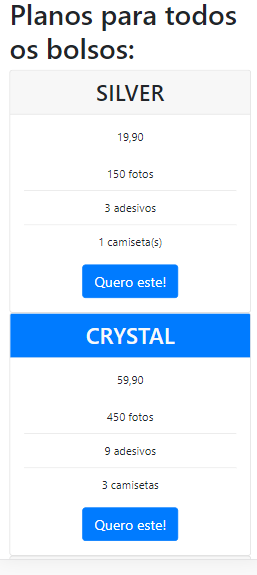 Planos para todos
os bolsos:
SILVER
19,90
150 fotos
3 adesivos
1 camiseta(s)
Quero este!
CRYSTAL
59,90
450 fotos
9 adesivos
3 camisetas
Quero este!